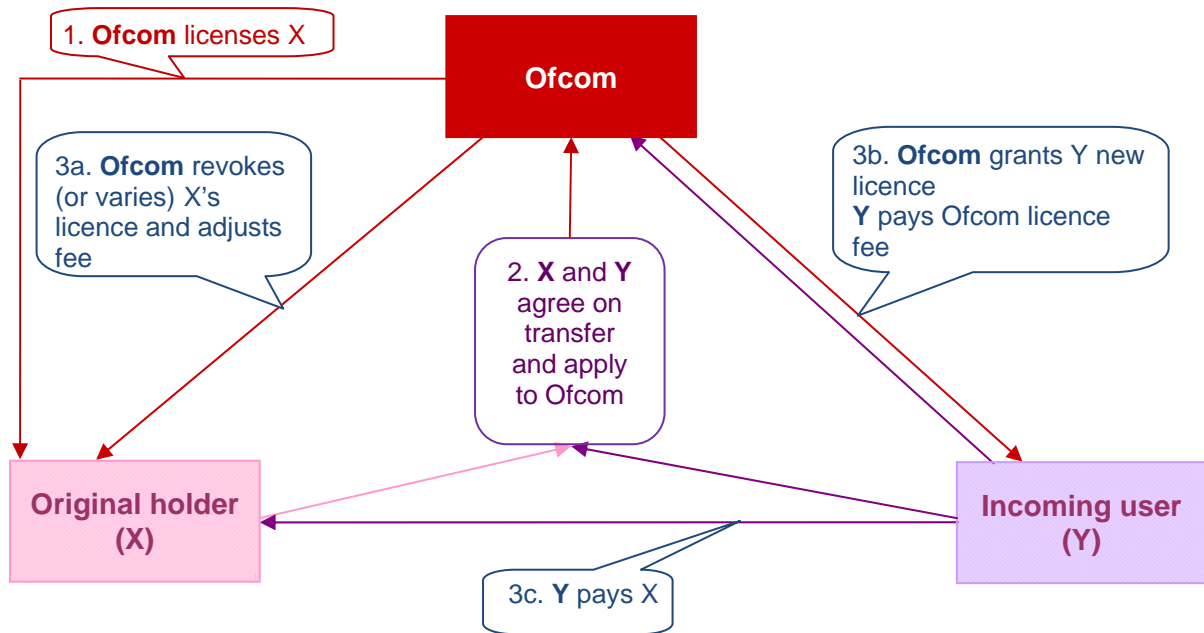 1. Ofcom licenses X
Ofcom
3a. Ofcom revokes
(or varies) X’s
licence and adjusts
fee
3b. Ofcom grants Y new
licence
Y pays Ofcom licence
fee
2. X and Y
agree on
transfer
and apply
to Ofcom
Original holder
(X)
Incoming user
(Y)
3c. Y pays X